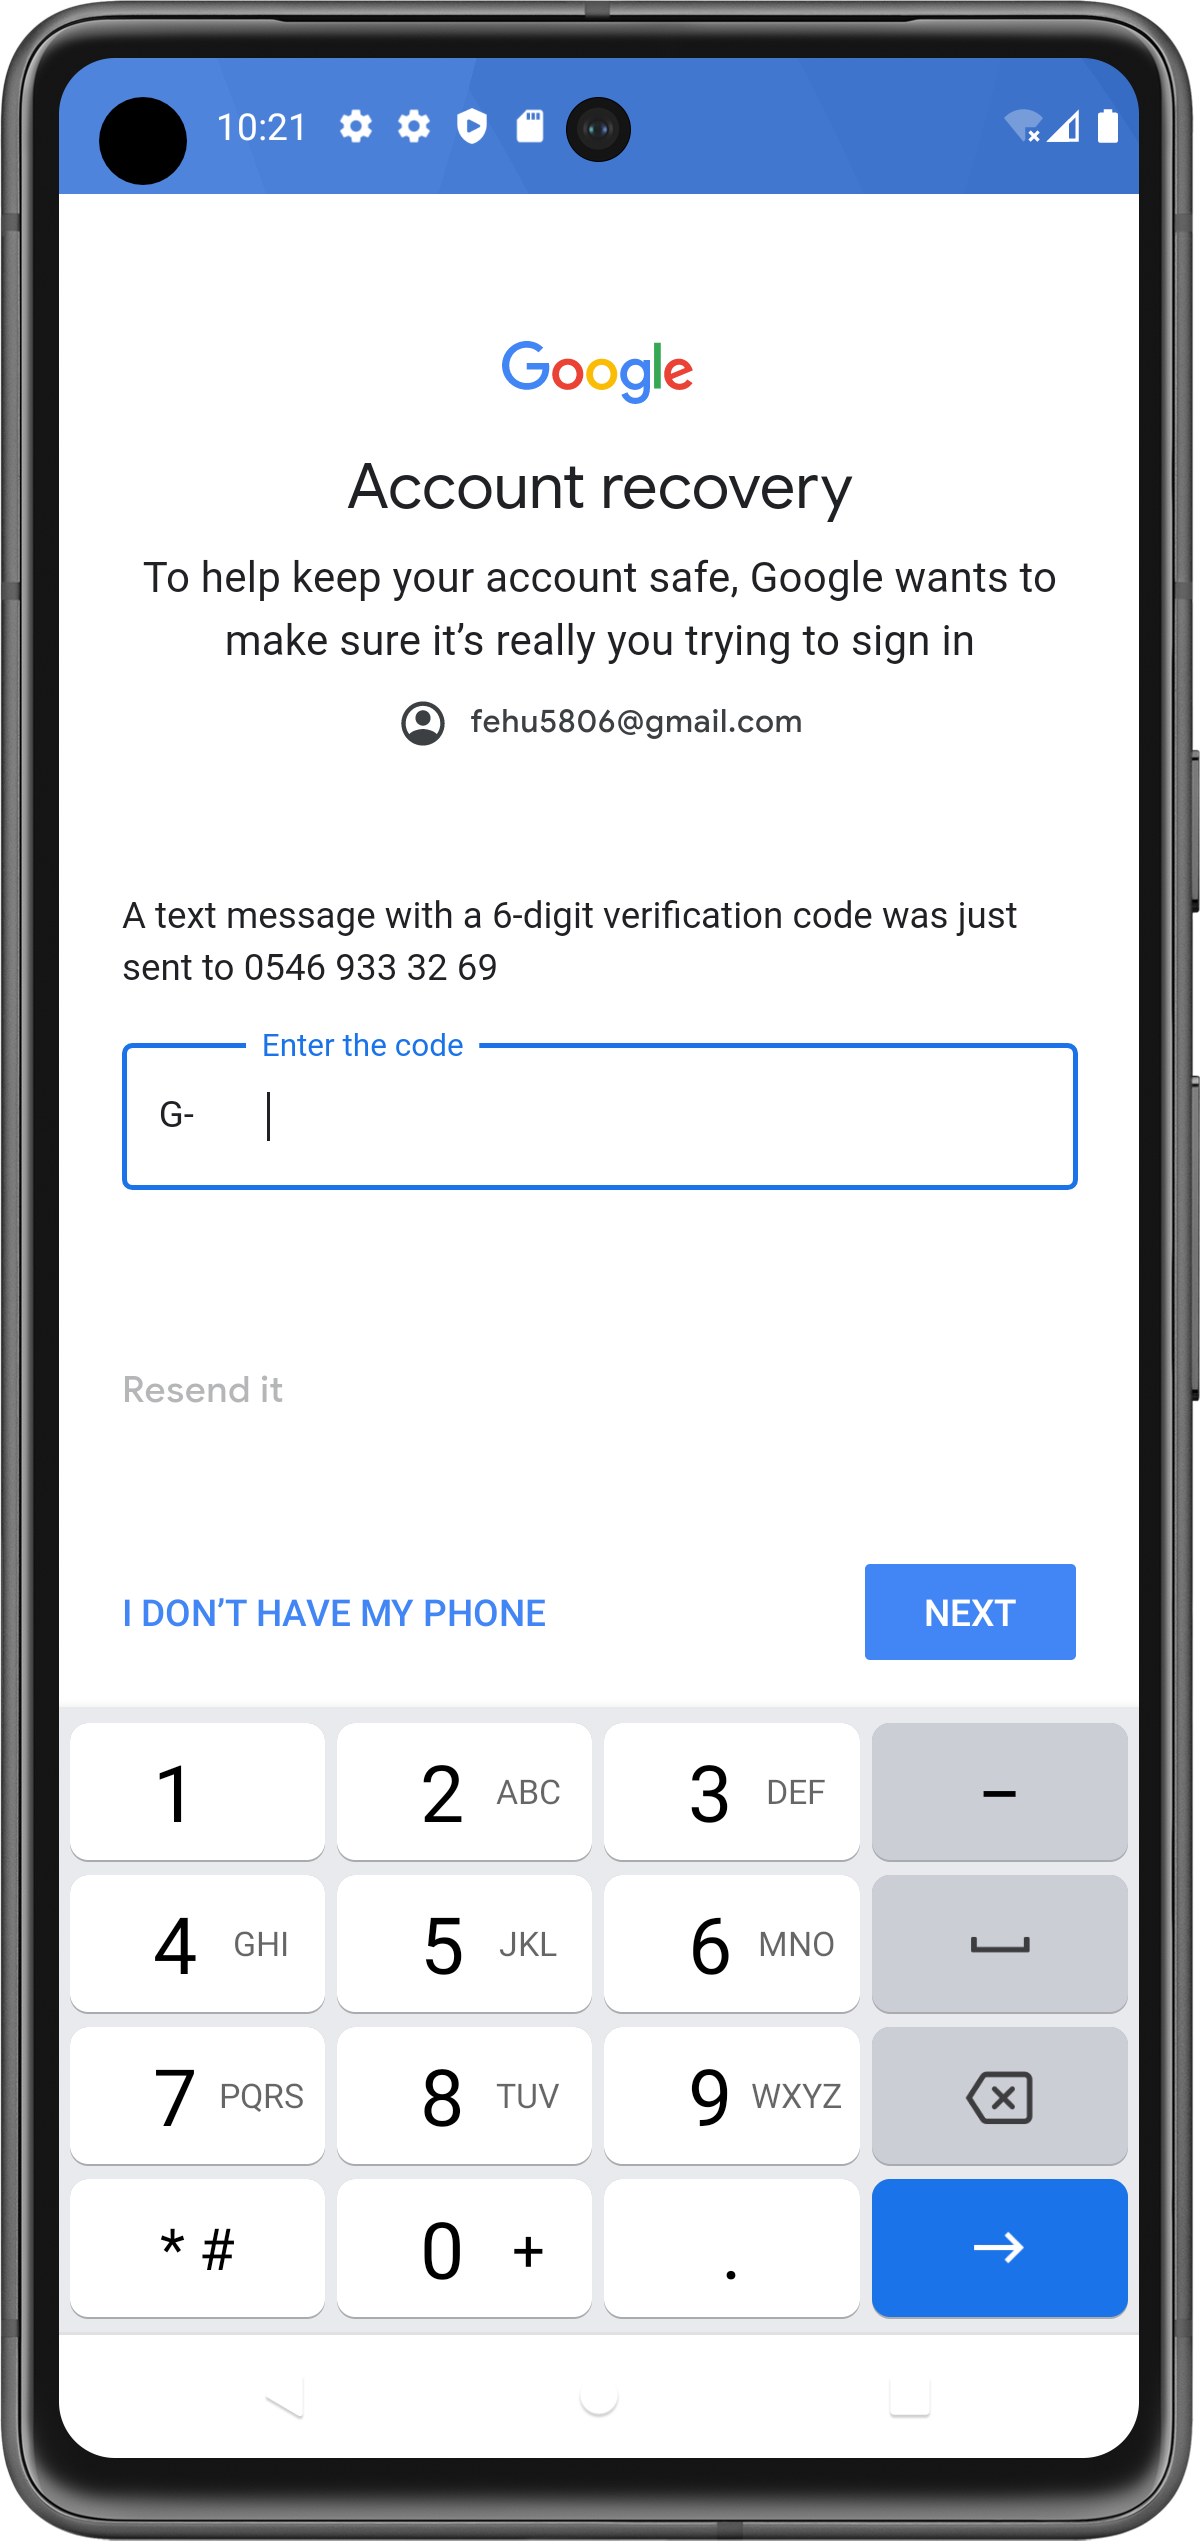 10:21
Google
Account recovery
To help keep your account safe, Google wants to
make sure it’s really you trying to sign in
fehu5806@gmail.com
A text message with a 6-digit verification code was just
sent to 0546 933 32 69
Enter the code
G-
Resend it
I DON’T HAVE MY PHONE
NEXT
1
2 ABC
3 DEF
–
4 GHI
5 JKL
6 MNO
7 PQRS
8 TUV
9 WXYZ
* #
0 +
.